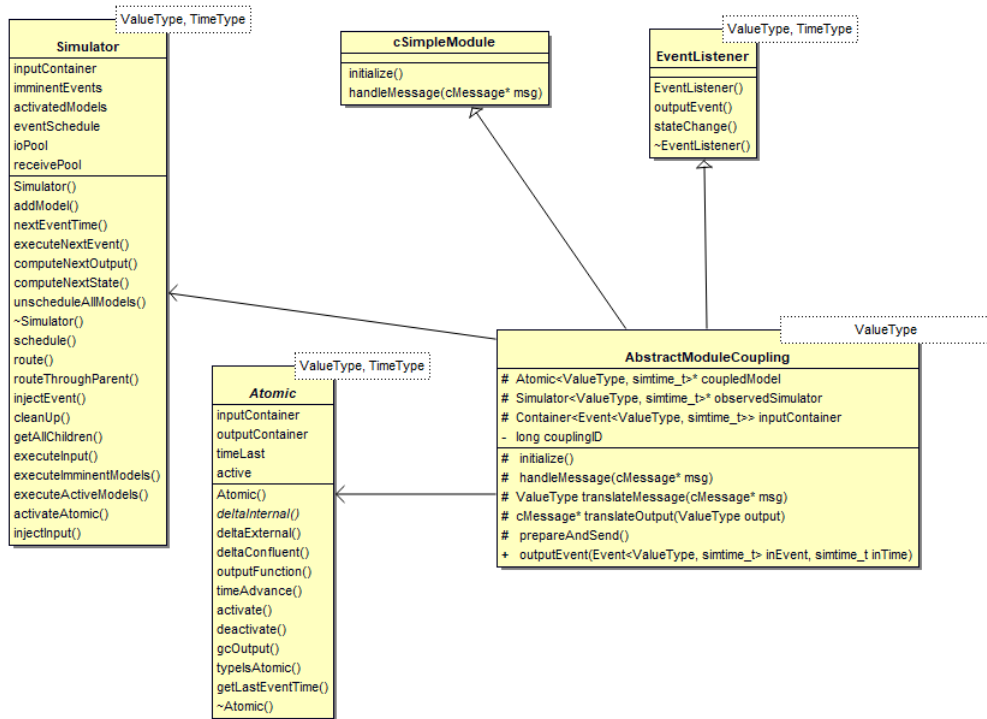 ValueType, TimeType
Simulator
inputContainer
imminentEvents
activatedModels
eventSchedule
ioPool
receivePool
Simulator()
addModel()
nextEventTime()
executeNextEvent()
computeNextOutput()
computeNextState()
unscheduleAllModels()
~Simulator()
schedule()
route()
routeThroughParent()
injectEvent()
cleanUp()
getAllChildren()
executeInput()
executeImminentModels()
executeActiveModels()
activateAtomic()
injectInput()
cSimpleModule
initialize()
handleMessage(cMessage* msg)
ValueType, TimeType
EventListener
EventListener()
outputEvent()
stateChange()
~EventListener()
ValueType, TimeType
Atomic
inputContainer
outputContainer
timeLast
active
Atomic()
deltaInternal()
deltaExternal()
deltaConfluent()
outputFunction()
timeAdvance()
activate()
deactivate()
gcOutput()
typeIsAtomic()
getLastEventTime()
~Atomic()
ValueType
AbstractModuleCoupling
# Atomic<ValueType, simtime_t>* coupledModel
# Simulator<ValueType, simtime_t>* observedSimulator
# Container<Event<ValueType, simtime_t>> inputContainer
- long couplingID
# initialize()
# handleMessage(cMessage* msg)
# ValueType translateMessage(cMessage* msg)
# cMessage* translateOutput(ValueType output)
# prepareAndSend()
+ outputEvent(Event<ValueType, simtime_t> inEvent, simtime_t inTime)